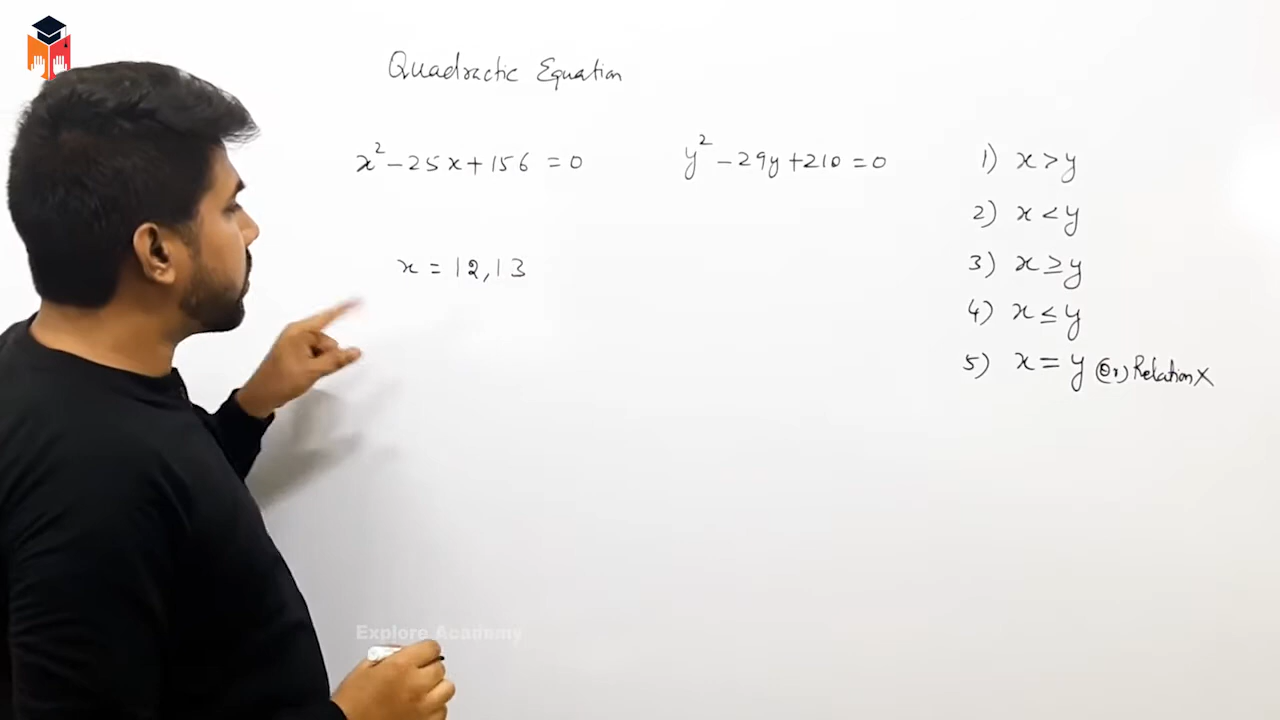 Quadractic Equation
x² - 25x + 156 = 0
y² - 29y + 210 = 0
x = 12, 13
1) x > y
2) x < y
3) x ≥ y
4) x ≤ y
5) x = y (or) Relation X
Explore Academy